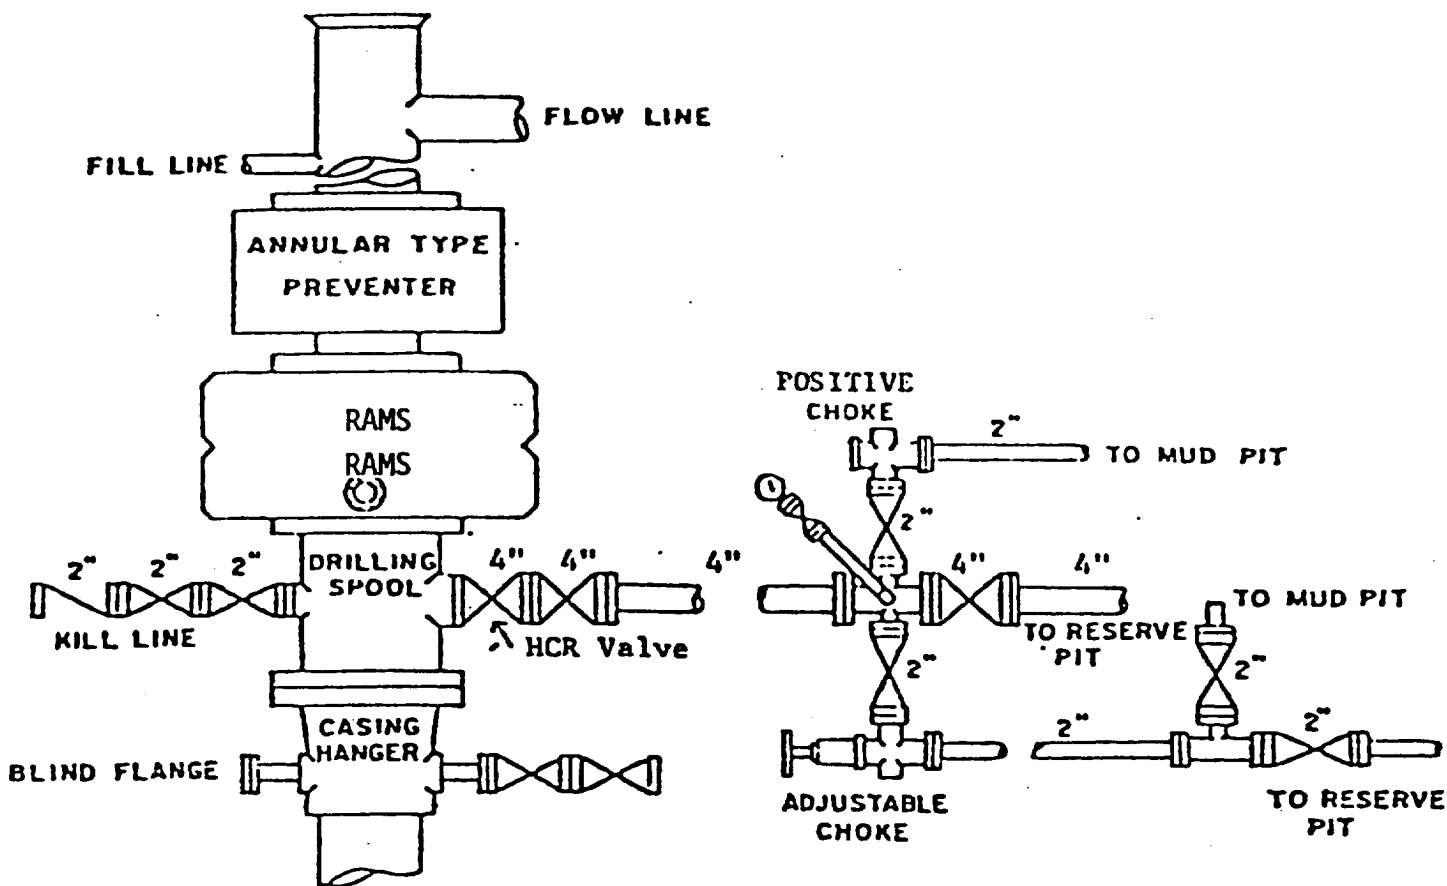 FLOW LINE
FILL LINE
ANNULAR TYPE
PREVENTER
RAMS
RAMS
DRILLING
SPOOL
2" 2" 2"
KILL LINE
4" 4" 4"
HCR Valve
CASING
HANGER
BLIND FLANGE
POSITIVE
CHOKE
2"
TO MUD PIT
2"
4" 4"
TO RESERVE
PIT
2"
ADJUSTABLE
CHOKE
TO MUD PIT
2"
2" 2"
TO RESERVE
PIT